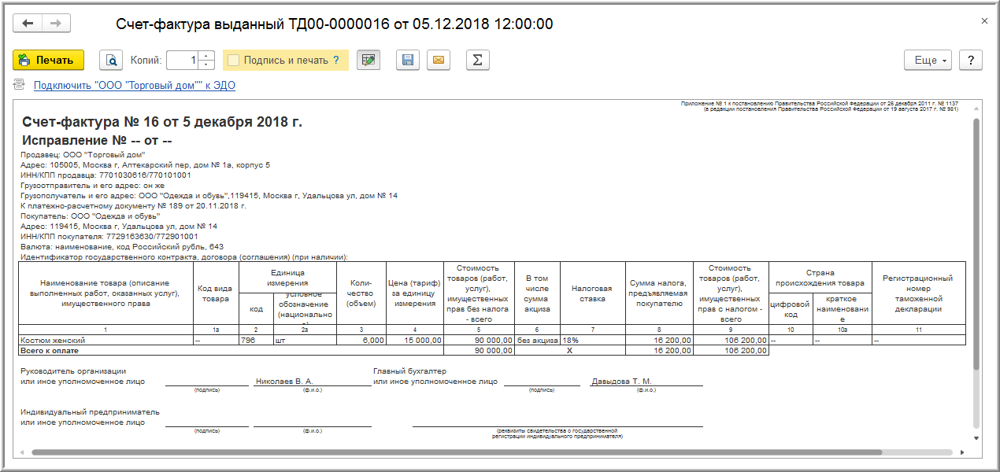 Счет-фактура выданный ТД00-0000016 от 05.12.2018 12:00:00
Печать
Копий: 1
Подпись и печать ?
Σ
Еще
?
Подключить "ООО "Торговый дом"" к ЭДО
Приложение № 1 к постановлению Правительства Российской Федерации от 26 декабря 2011 г. № 1137
(в редакции постановления Правительства Российской Федерации от 19 августа 2017 г. № 981)
Счет-фактура № 16 от 5 декабря 2018 г.
Исправление № -- от --
Продавец: ООО "Торговый дом"
Адрес: 105005, Москва г, Аптекарский пер, дом № 1а, корпус 5
ИНН/КПП продавца: 7701030616/770101001
Грузоотправитель и его адрес: он же
Грузополучатель и его адрес: ООО "Одежда и обувь",119415, Москва г, Удальцова ул, дом № 14
К платежно-расчетному документу № 189 от 20.11.2018 г.
Покупатель: ООО "Одежда и обувь"
Адрес: 119415, Москва г, Удальцова ул, дом № 14
ИНН/КПП покупателя: 7729163630/772901001
Валюта: наименование, код Российский рубль, 643
Идентификатор государственного контракта, договора (соглашения) (при наличии):
Наименование товара (описание
выполненных работ, оказанных услуг),
имущественного права
Код вида
товара
Единица
измерения
код
условное
обозначение
(национально
Коли-
чество
(объем)
Цена (тариф)
за единицу
измерения
Стоимость
товаров (работ,
услуг),
имущественных
прав без налога
- всего
В том
числе
сумма
акциза
Налоговая
ставка
Сумма налога,
предъявляемая
покупателю
Стоимость
товаров (работ,
услуг),
имущественных
прав с налогом -
всего
Страна
происхождения товара
цифровой
код
краткое
наименовани
е
Регистрационный
номер
таможенной
декларации
1 1а 2 2а 3 4 5 6 7 8 9 10 10а 11
Костюм женский -- 796 шт 6,000 15 000,00 90 000,00 без акциза 18% 16 200,00 106 200,00 -- -- --
Всего к оплате 90 000,00 Х 16 200,00 106 200,00
Руководитель организации
или иное уполномоченное лицо Николаев В. А.
(подпись) (ф.и.о.)
Главный бухгалтер
или иное уполномоченное лицо Давыдова Т. М.
(подпись) (ф.и.о.)
Индивидуальный предприниматель
или иное уполномоченное лицо
(подпись) (ф.и.о.)
(реквизиты свидетельства о государственной
регистрации индивидуального предпринимателя)